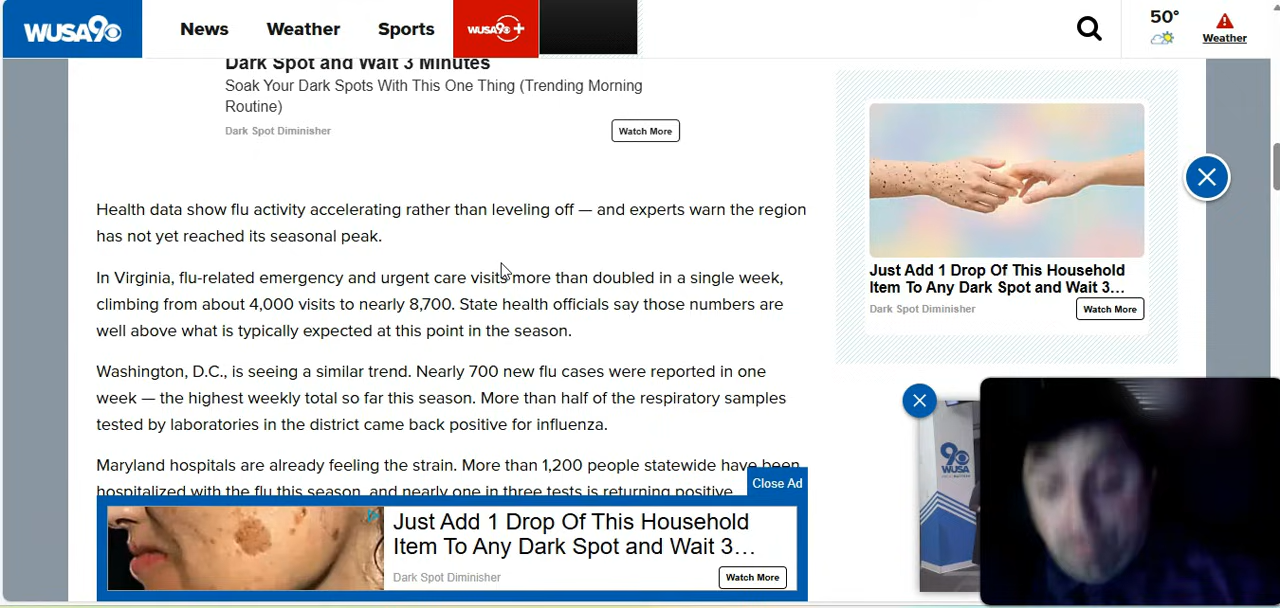 WUSA9
News
Weather
Sports
WUSA9+
50°
Weather
Dark Spot and Wait 3 Minutes
Soak Your Dark Spots With This One Thing (Trending Morning
Routine)
Dark Spot Diminisher
Watch More
Health data show flu activity accelerating rather than leveling off — and experts warn the region
has not yet reached its seasonal peak.
In Virginia, flu-related emergency and urgent care visits more than doubled in a single week,
climbing from about 4,000 visits to nearly 8,700. State health officials say those numbers are
well above what is typically expected at this point in the season.
Washington, D.C., is seeing a similar trend. Nearly 700 new flu cases were reported in one
week — the highest weekly total so far this season. More than half of the respiratory samples
tested by laboratories in the district came back positive for influenza.
Maryland hospitals are already feeling the strain. More than 1,200 people statewide have been
hospitalized with the flu this season, and nearly one in three tests is returning positive
Just Add 1 Drop Of This Household
Item To Any Dark Spot and Wait 3...
Dark Spot Diminisher
Watch More
Close Ad
Just Add 1 Drop Of This Household
Item To Any Dark Spot and Wait 3...
Dark Spot Diminisher
Watch More
9
WUSA